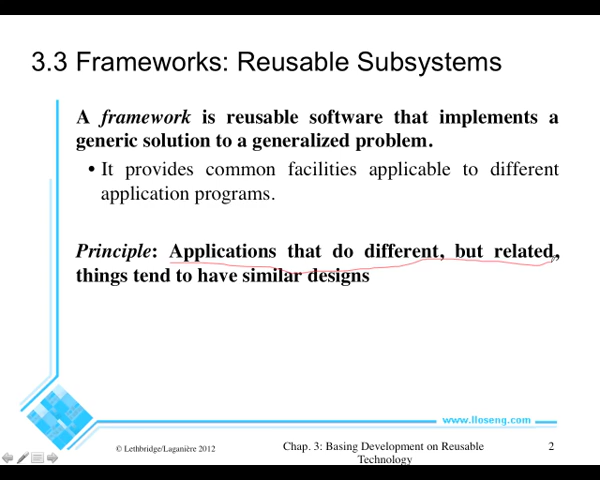 3.3 Frameworks: Reusable Subsystems
A framework is reusable software that implements a
generic solution to a generalized problem.
• It provides common facilities applicable to different
application programs.
Principle: Applications that do different, but related,
things tend to have similar designs
www.lloseng.com
© Lethbridge/Laganière 2012
Chap. 3: Basing Development on Reusable
Technology
2